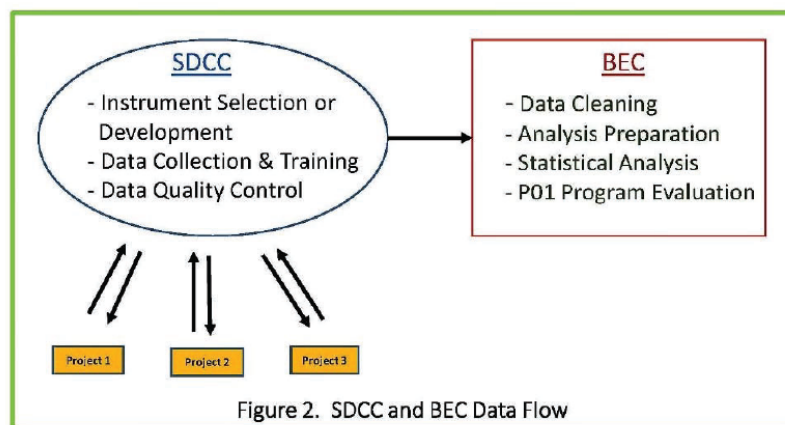 SDCC
- Instrument Selection or
Development
- Data Collection & Training
- Data Quality Control
BEC
- Data Cleaning
- Analysis Preparation
- Statistical Analysis
- P01 Program Evaluation
Project 1
Project 2
Project 3
Figure 2. SDCC and BEC Data Flow